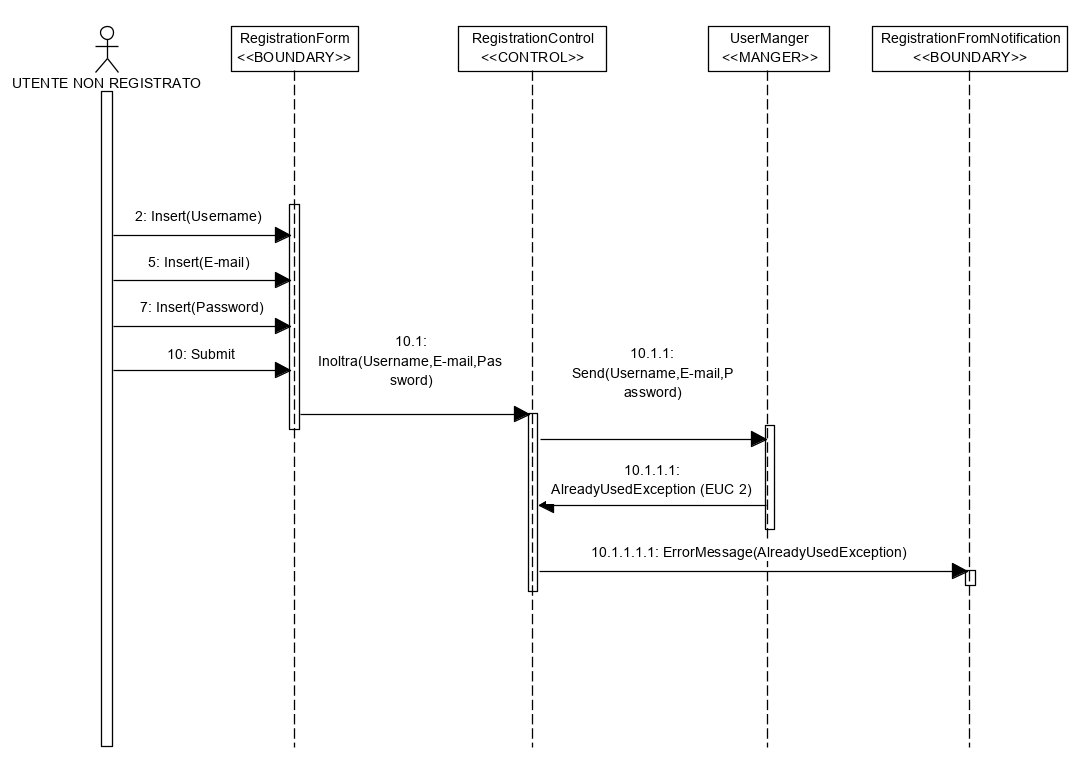 RegistrationForm
<<BOUNDARY>>
RegistrationControl
<<CONTROL>>
UserManger
<<MANGER>>
RegistrationFromNotification
<<BOUNDARY>>
UTENTE NON REGISTRATO
2: Insert(Username)
5: Insert(E-mail)
7: Insert(Password)
10: Submit
10.1:
Inoltra(Username,E-mail,Pas
sword)
10.1.1:
Send(Username,E-mail,P
assword)
10.1.1.1:
AlreadyUsedException (EUC 2)
10.1.1.1.1: ErrorMessage(AlreadyUsedException)